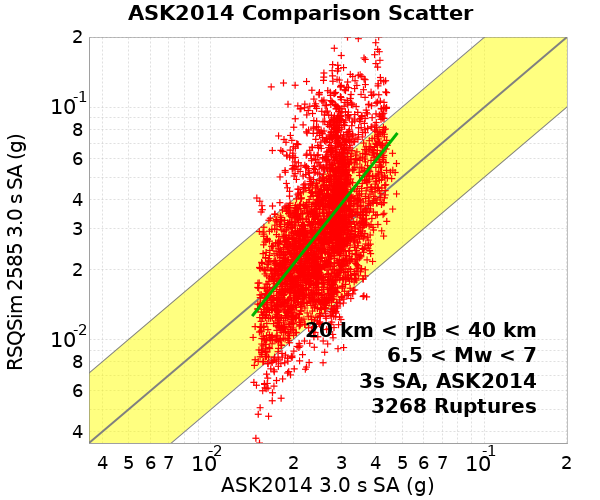 ASK2014 Comparison Scatter
RSQSim 2585 3.0 s SA (g)
2
10-1
8
6
4
3
2
10-2
8
6
4
20 km < rJB < 40 km
6.5 < Mw < 7
3s SA, ASK2014
3268 Ruptures
4 5 6 7 10-2 2 3 4 5 6 7 10-1 2
ASK2014 3.0 s SA (g)